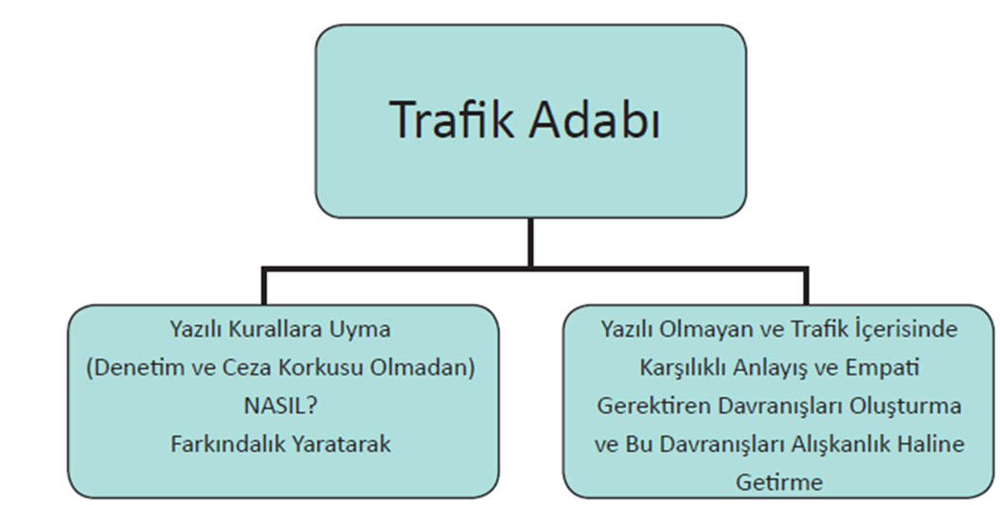 Trafik Adabı
Yazılı Kurallara Uyma
(Denetim ve Ceza Korkusu Olmadan)
NASIL?
Farkındalık Yaratarak
Yazılı Olmayan ve Trafik İçerisinde
Karşılıklı Anlayış ve Empati
Gerektiren Davranışları Oluşturma
ve Bu Davranışları Alışkanlık Haline
Getirme